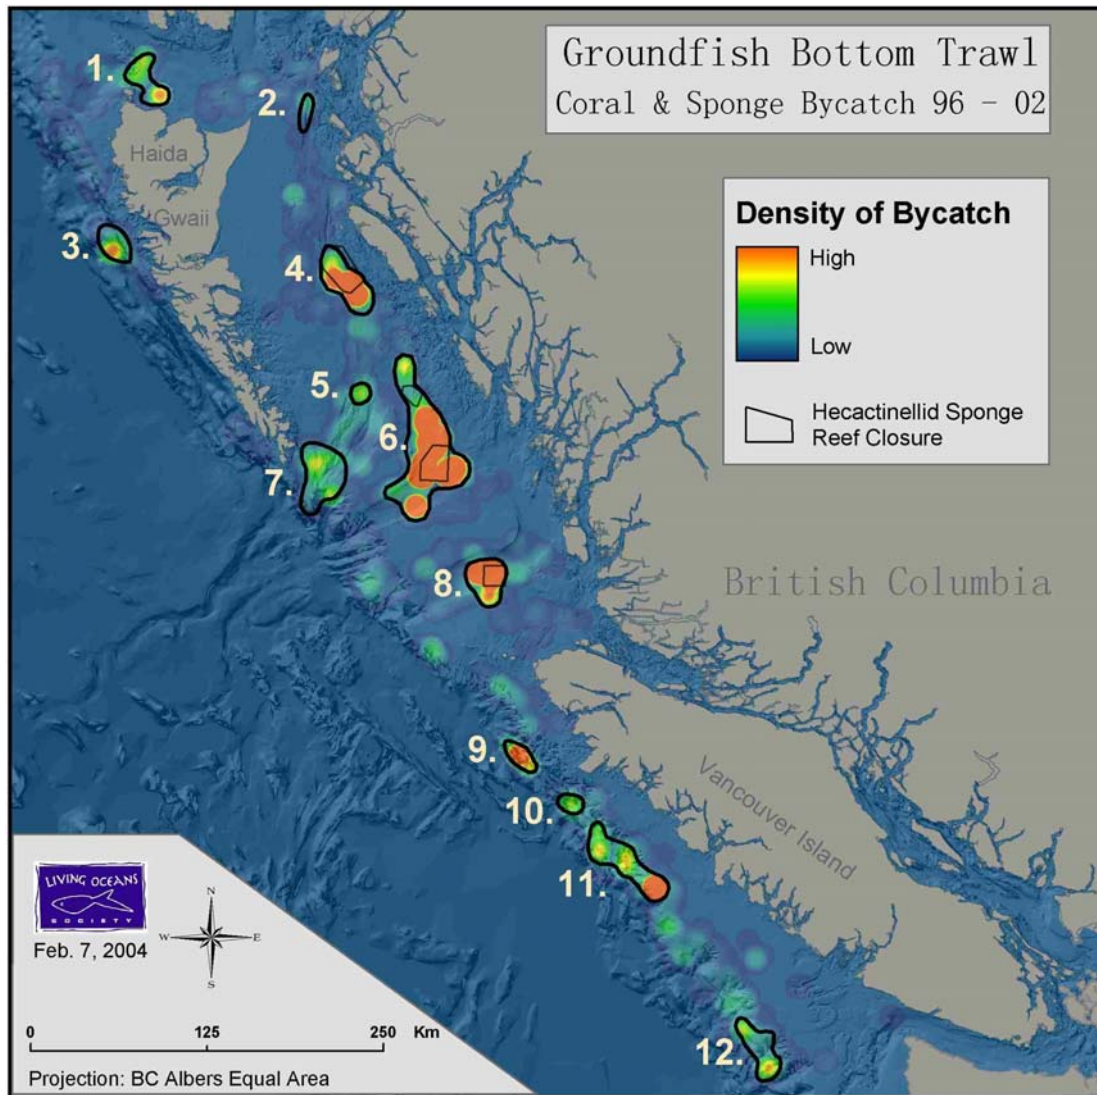 Groundfish Bottom Trawl
Coral & Sponge Bycatch 96 - 02
1.
2.
Haida
Gwaii
3.
4.
5.
6.
7.
8.
9.
10.
11.
12.
Density of Bycatch
High
Low
Hecactinellid Sponge
Reef Closure
British Columbia
Vancouver Island
LIVING OCEANS
SOCIETY
Feb. 7, 2004
N
W
E
S
0 125 250 Km
Projection: BC Albers Equal Area